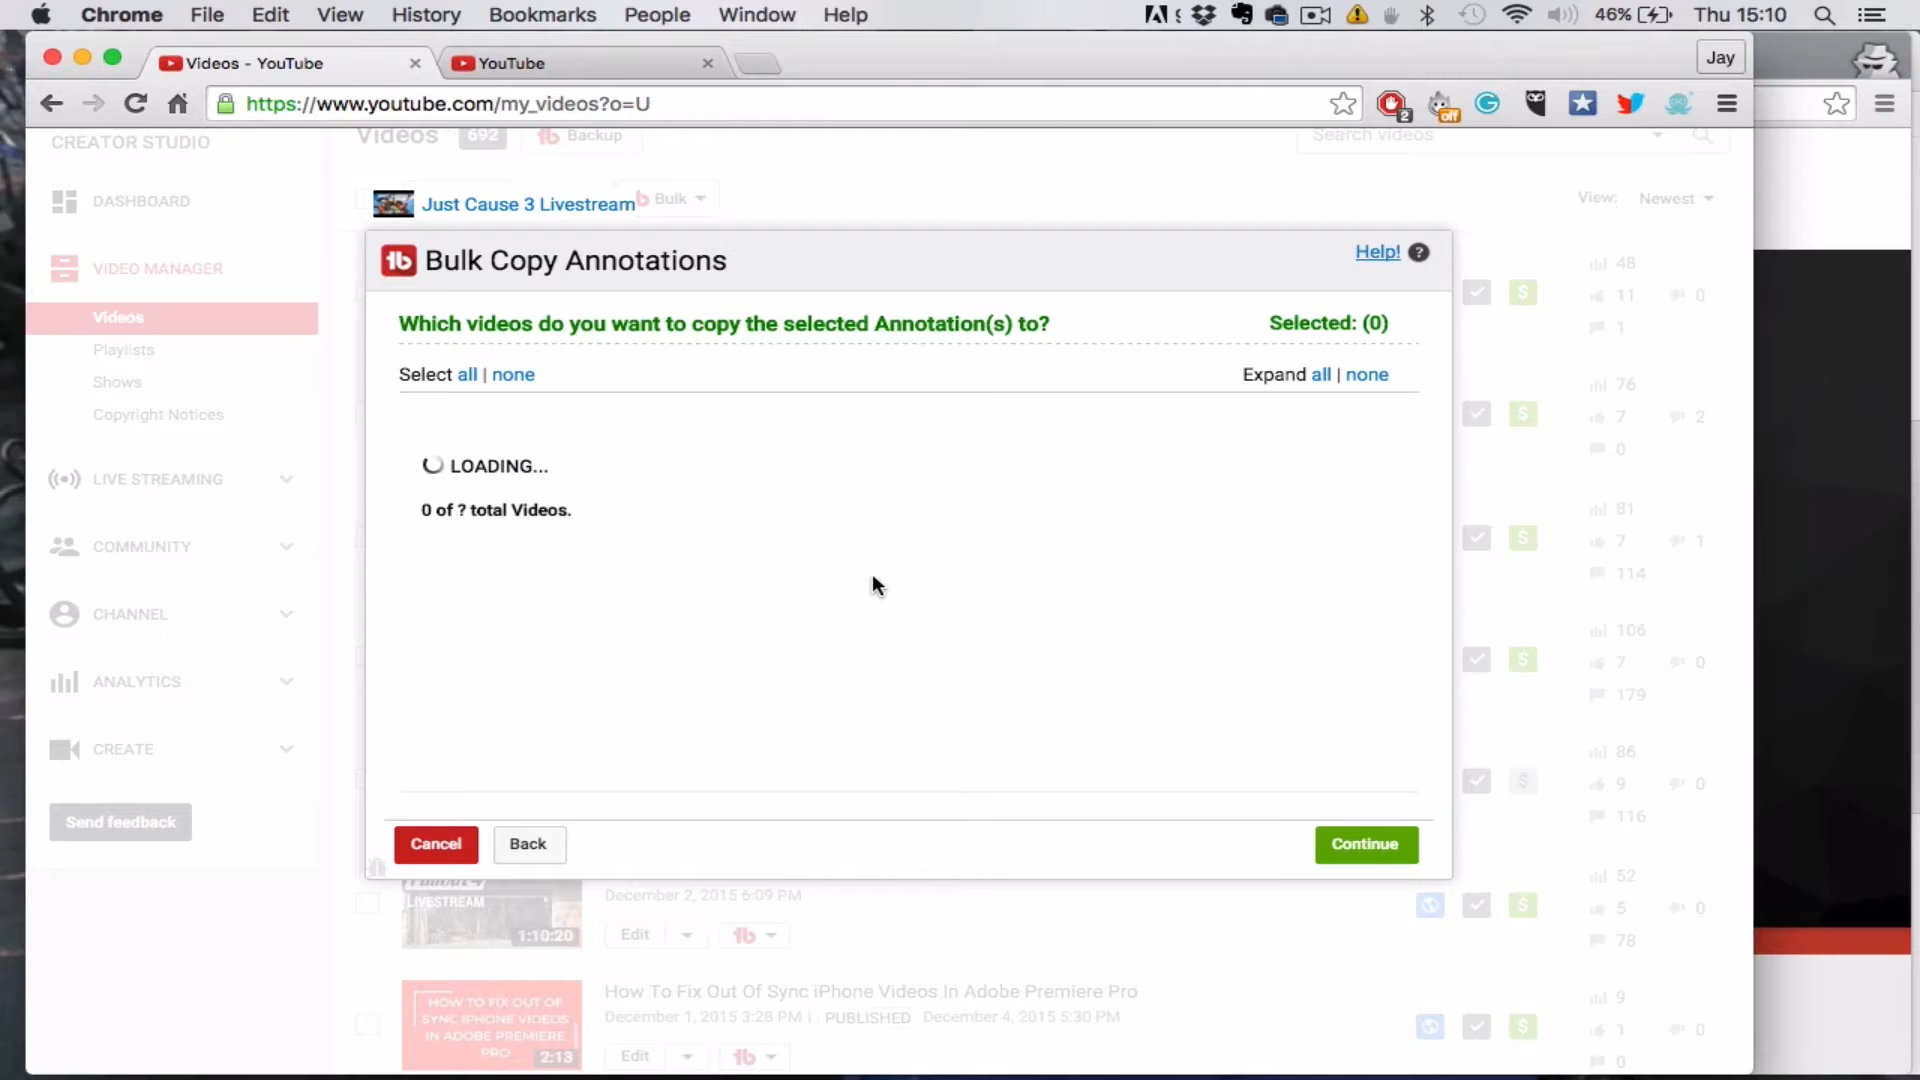 Chrome File Edit View History Bookmarks People Window Help 46% Thu 15:10
Videos - YouTube YouTube Jay
https://www.youtube.com/my_videos?o=U 2 off
CREATOR STUDIO Videos 692 Backup Search videos
DASHBOARD Just Cause 3 Livestream Bulk View: Newest
Bulk Copy Annotations Help! ?
VIDEO MANAGER 48
Videos Which videos do you want to copy the selected Annotation(s) to? Selected: (0) 11 0
1
Playlists
Shows Select all | none Expand all | none 76
Copyright Notices 7 2
0
LIVE STREAMING LOADING...
0 of ? total Videos. 81
COMMUNITY 7 1
114
CHANNEL 106
ANALYTICS 7 0
179
CREATE 86
9 0
Send feedback 116
Cancel Back Continue
52
December 2, 2015 6:09 PM
LIVESTREAM 5 0
1:10:20 Edit 78
How To Fix Out Of Sync iPhone Videos In Adobe Premiere Pro 9
December 1, 2015 3:28 PM | PUBLISHED December 4, 2015 5:30 PM
HOW TO FIX OUT OF
SYNC IPHONE VIDEOS
IN ADOBE PREMIERE
PRO
2:13 Edit 1 0
0